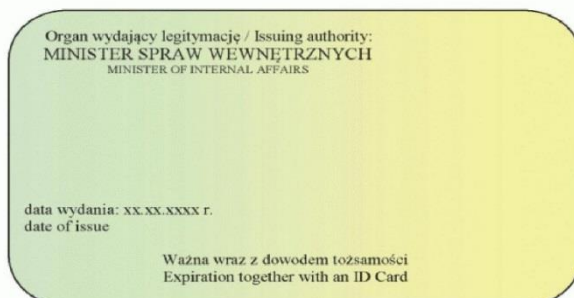 Organ wydający legitymację / Issuing authority:
MINISTER SPRAW WEWNĘTRZNYCH
MINISTER OF INTERNAL AFFAIRS
data wydania: xx.xx.xxxx r.
date of issue
Ważna wraz z dowodem tożsamości
Expiration together with an ID Card